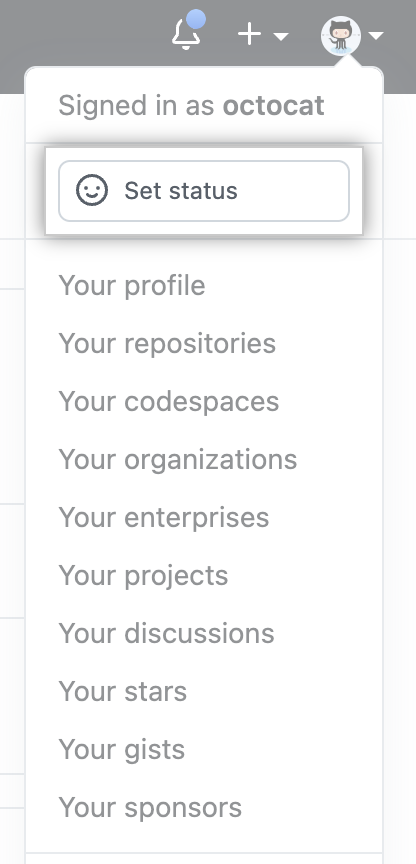 Signed in as octocat
Set status
Your profile
Your repositories
Your codespaces
Your organizations
Your enterprises
Your projects
Your discussions
Your stars
Your gists
Your sponsors